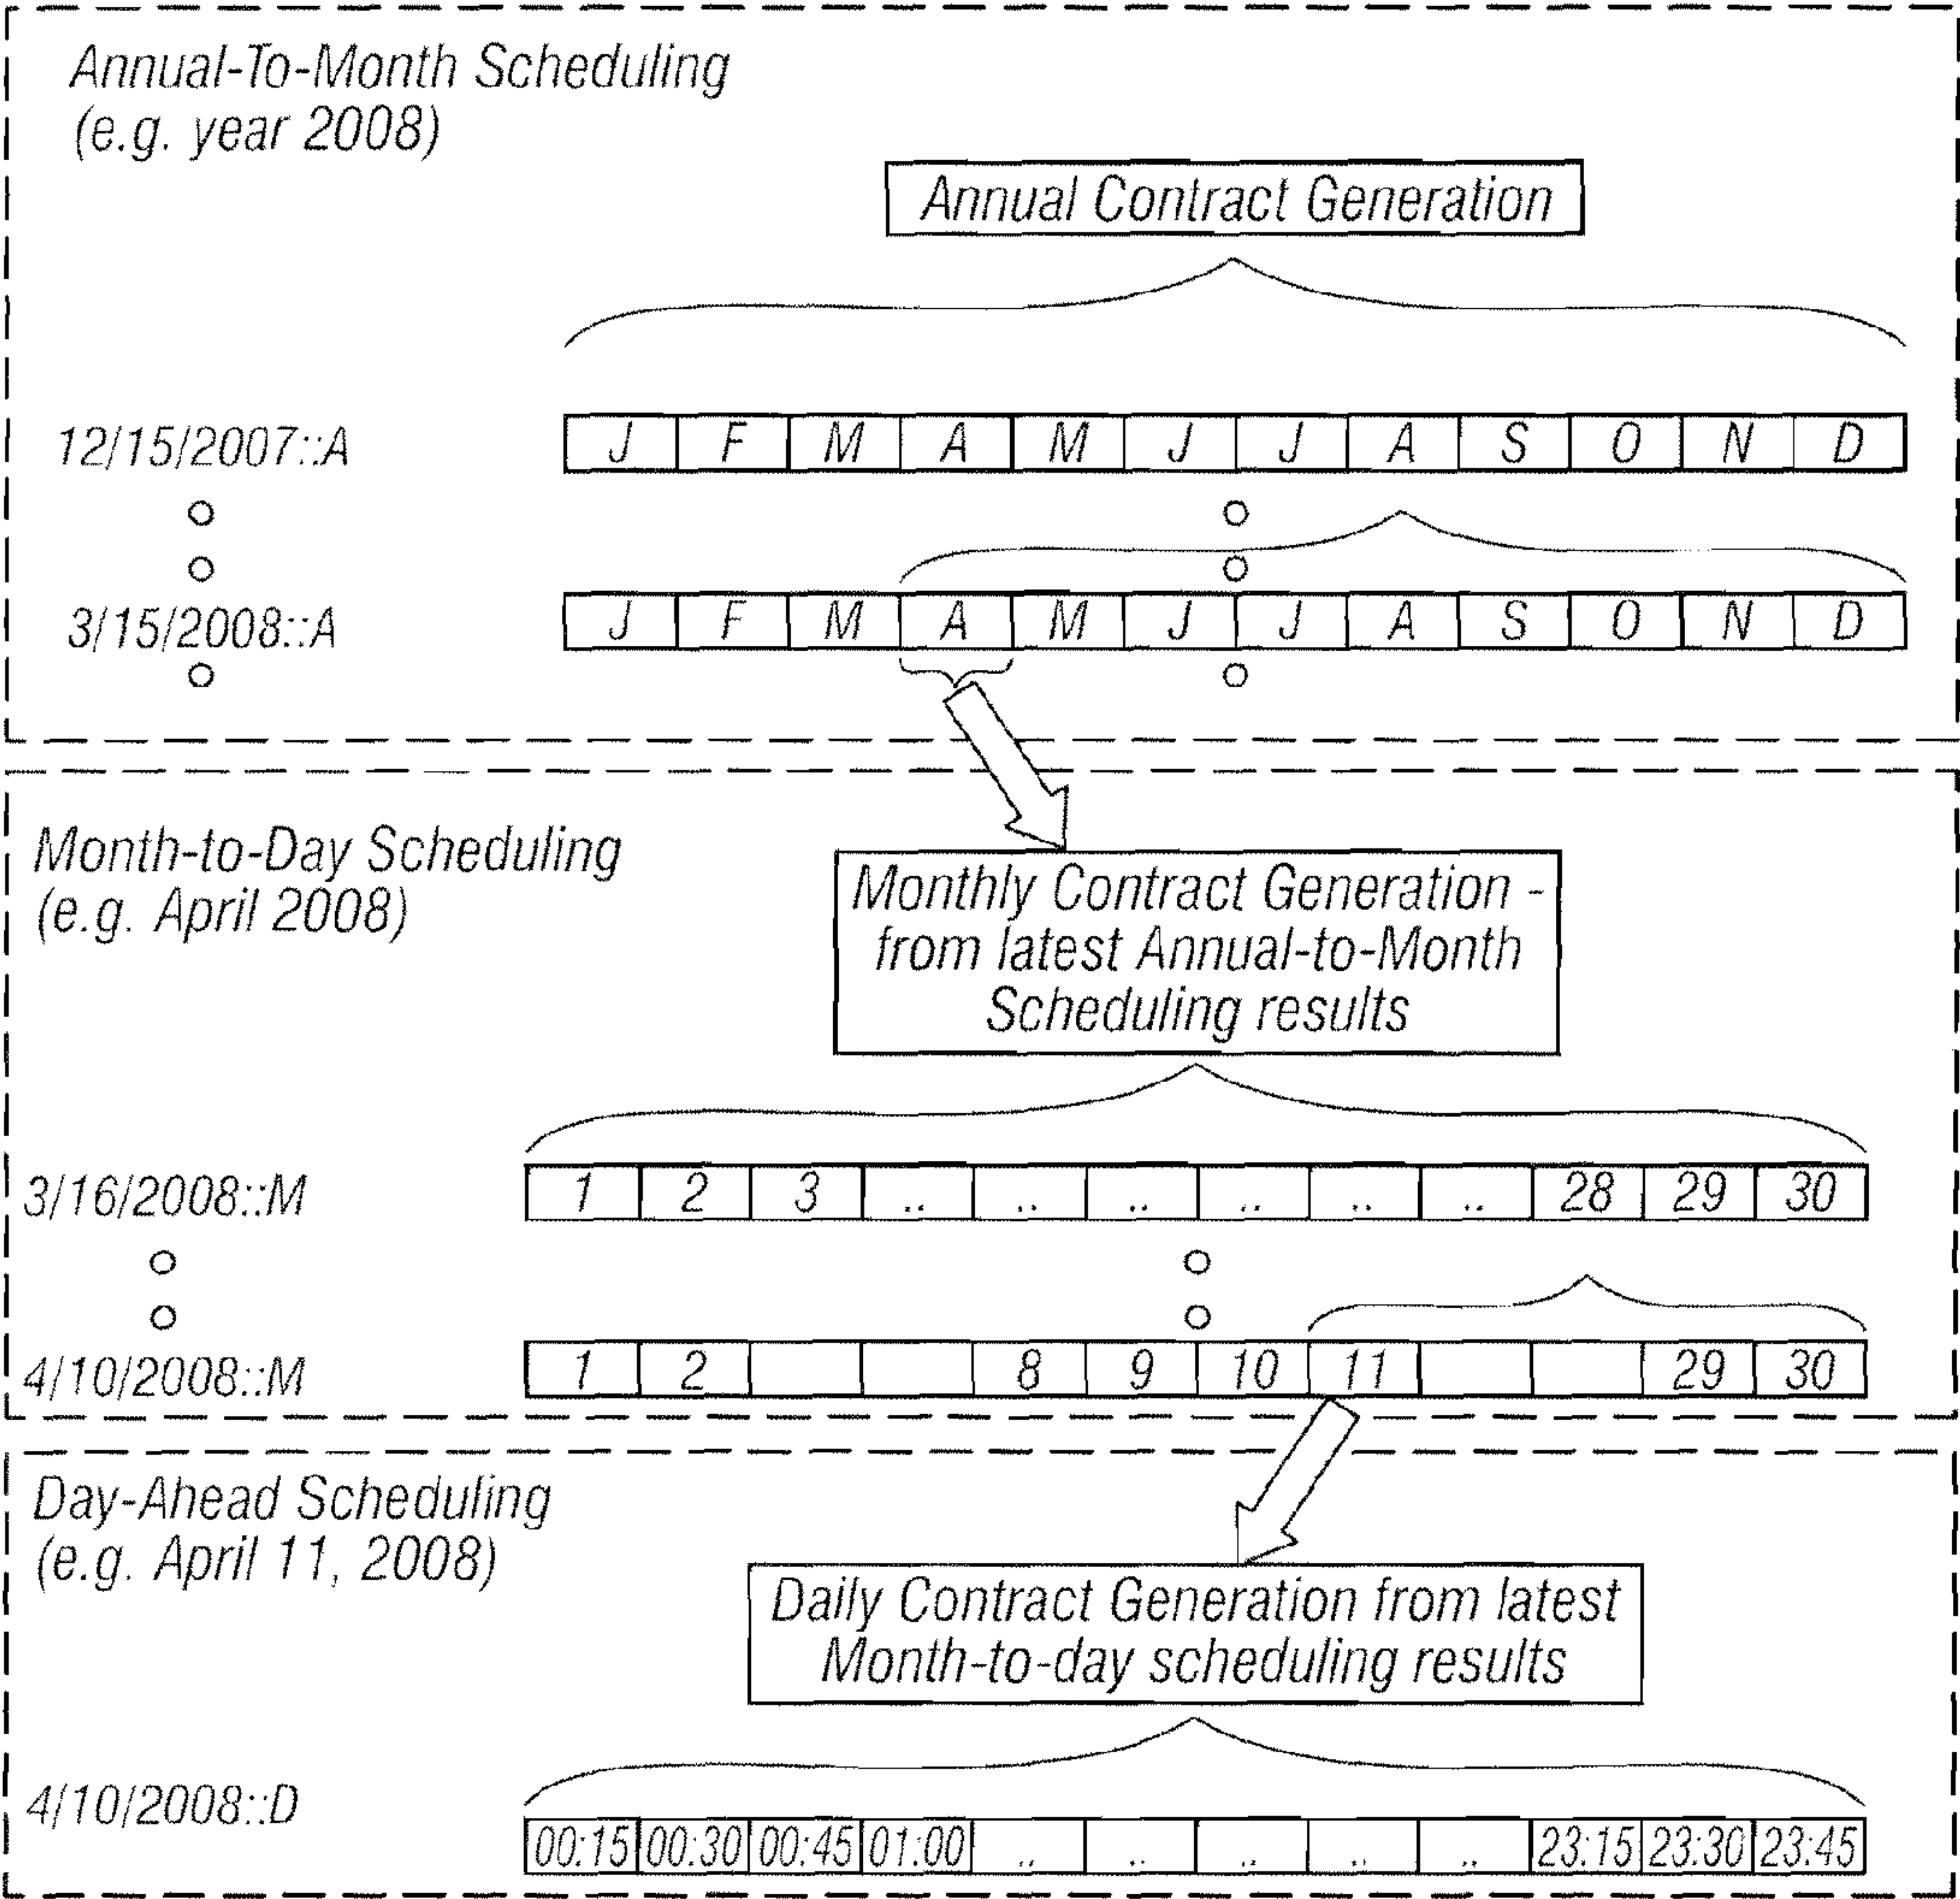 Annual-To-Month Scheduling
(e.g. year 2008)
Annual Contract Generation
12/15/2007::A
J F M A M J J A S O N D
3/15/2008::A
J F M A M J J A S O N D
Month-to-Day Scheduling
(e.g. April 2008)
Monthly Contract Generation -
from latest Annual-to-Month
Scheduling results
3/16/2008::M
1 2 3 .. .. .. .. .. .. 28 29 30
4/10/2008::M
1 2 8 9 10 11 29 30
Day-Ahead Scheduling
(e.g. April 11, 2008)
Daily Contract Generation from latest
Month-to-day scheduling results
4/10/2008::D
00:15 00:30 00:45 01:00 .. .. .. .. .. 23:15 23:30 23:45